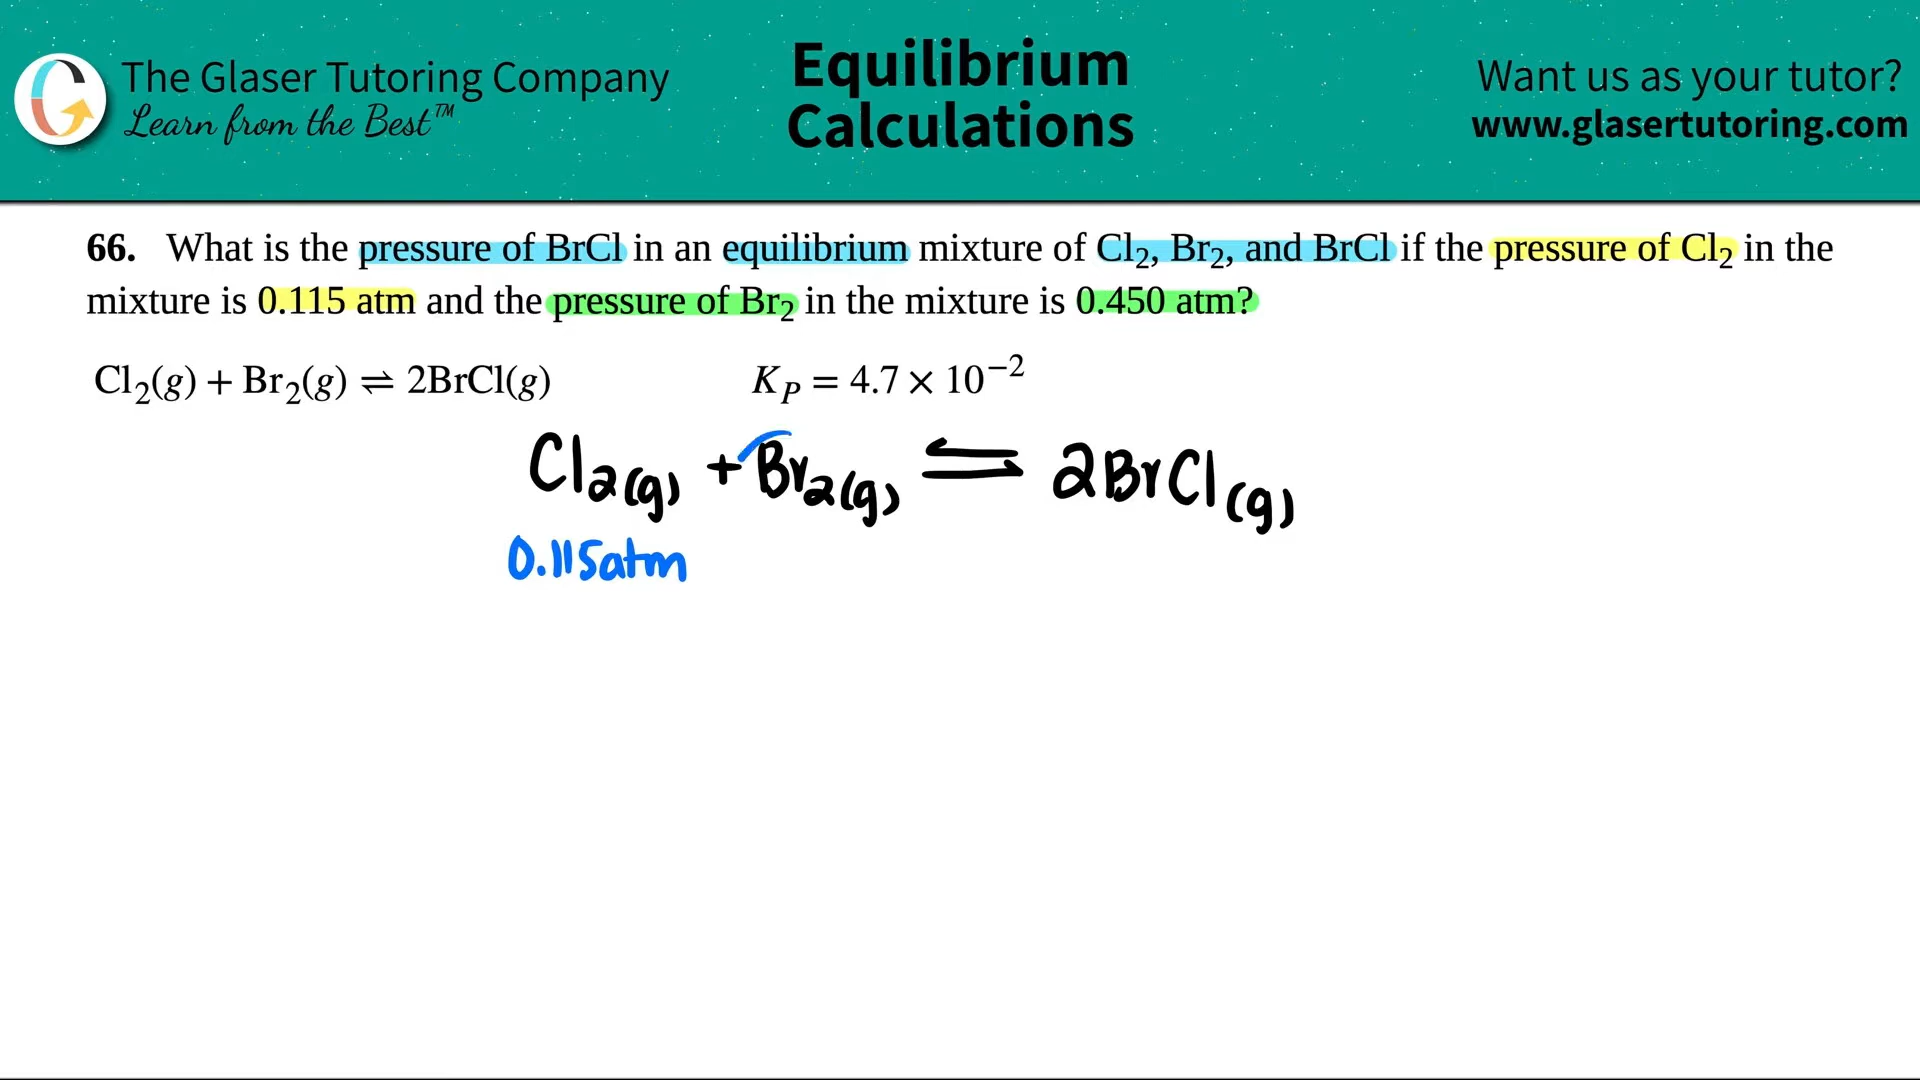 The Glaser Tutoring Company
Learn from the Best™
Equilibrium
Calculations
Want us as your tutor?
www.glasertutoring.com
66. What is the pressure of BrCl in an equilibrium mixture of Cl₂, Br₂, and BrCl if the pressure of Cl₂ in the
mixture is 0.115 atm and the pressure of Br₂ in the mixture is 0.450 atm?
Cl₂(g) + Br₂(g) ⇌ 2BrCl(g) K_P = 4.7 × 10⁻²
Cl₂(g) + Br₂(g) ⇌ 2BrCl(g)
0.115atm